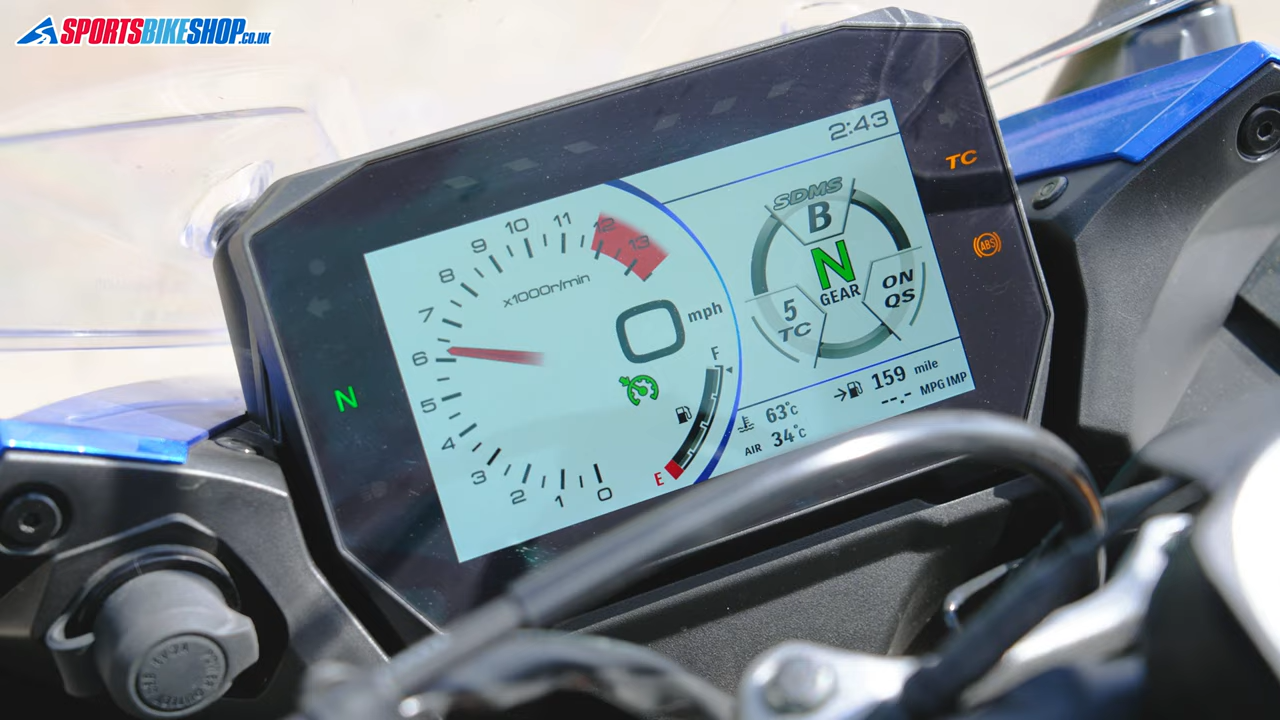 SPORTSBIKESHOP.CO.UK
2:43
TC
ABS
SDMS
B
N
GEAR
5
TC
ON
QS
13
12
11
10
9
8
7
6
5
4
3
2
1
0
x1000r/min
0 mph
F
E
N
159 mile
--.- MPG IMP
63°C
AIR 34°C